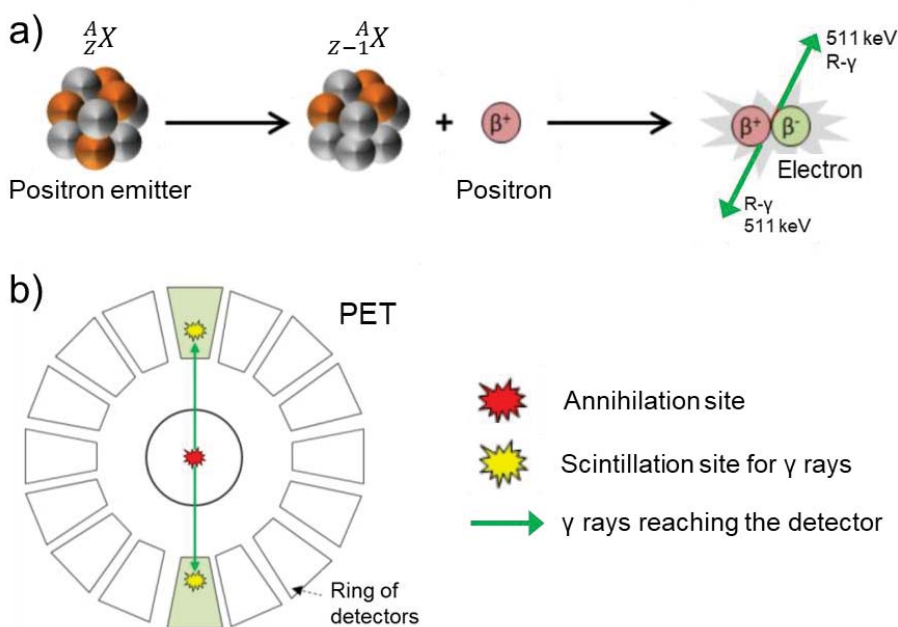 a)
A
Z X
A
Z−1 X
511 keV
R-γ
+
β⁺
β⁺
β⁻
Positron emitter
Positron
Electron
R-γ
511 keV
b)
PET
Annihilation site
Scintillation site for γ rays
γ rays reaching the detector
Ring of
detectors